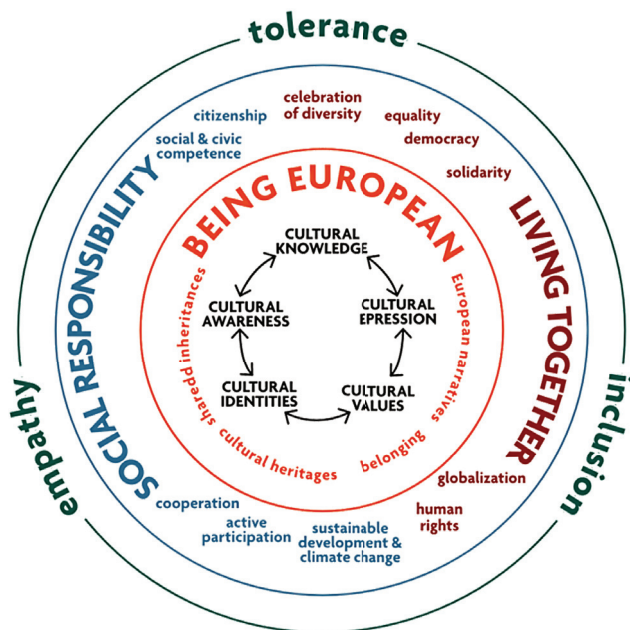 tolerance
celebration
of diversity
citizenship
equality
social & civic
competence
democracy
solidarity
SOCIAL RESPONSIBILITY
BEING EUROPEAN
LIVING TOGETHER
CULTURAL
KNOWLEDGE
CULTURAL
AWARENESS
CULTURAL
EPRESSION
CULTURAL
IDENTITIES
CULTURAL
VALUES
sharedd inheritances
European narratives
cultural heritages
belonging
empathy
inclusion
globalization
cooperation
human
rights
active
participation
sustainable
development &
climate change